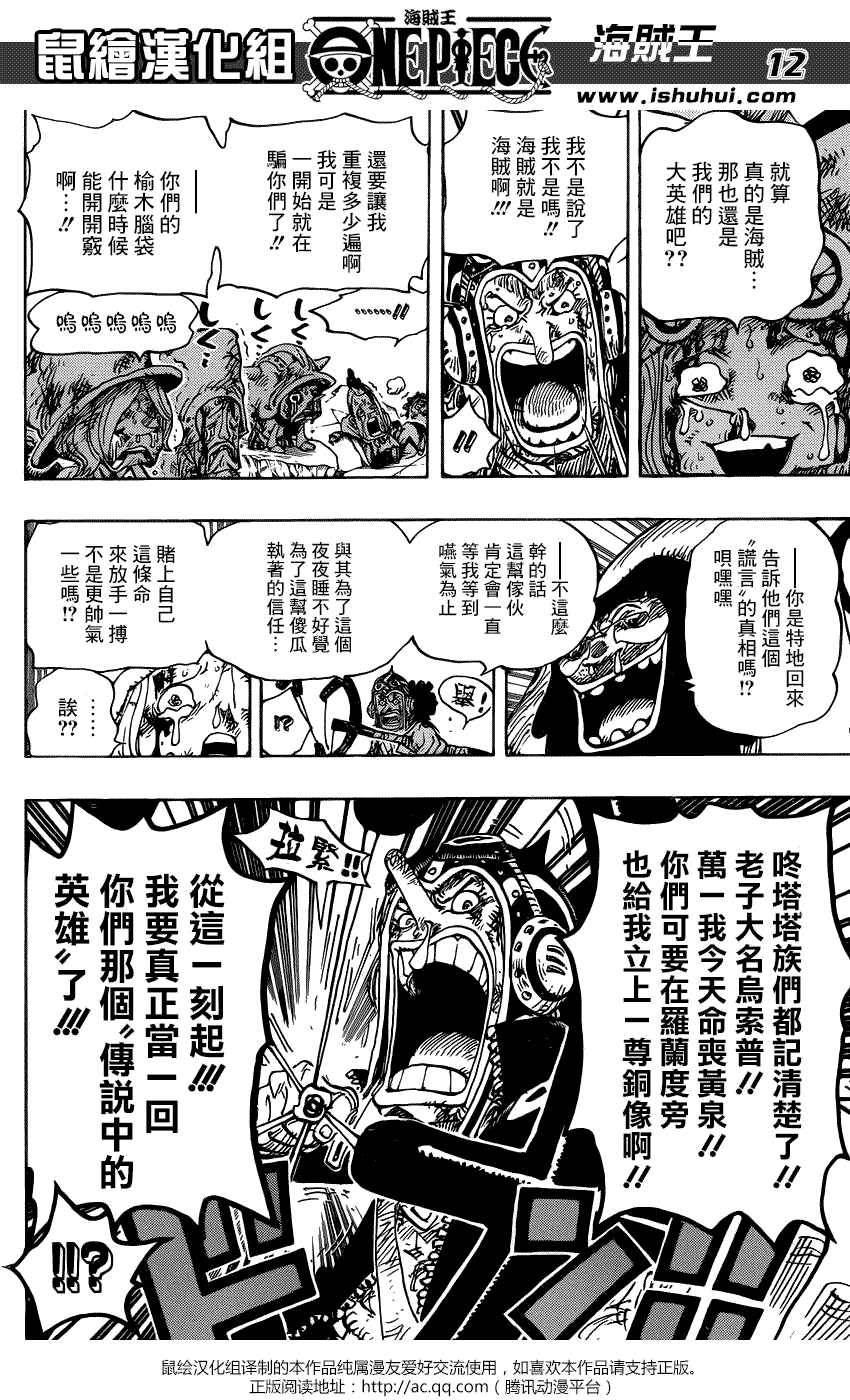 鼠繪漢化組
海賊王
ONE PIECE
海賊王
12
www.ishuhui.com
就算
真的是海賊…
那也還是
我們的
大英雄吧??
我不是說了
我不是嗎!!
海賊就是
海賊啊!!!
!!
還要讓我
重複多少遍啊
我可是
一開始就在
騙你們了!!
——
你們的
榆木腦袋
什麼時候
能開開竅
啊…!!
………!!
嗚嗚嗚嗚嗚
じくじく
——你是特地回來
告訴他們這個
〝謊言〞的真相嗎!?
唄嘿嘿
——不這麼
幹的話
這幫傢伙
肯定會一直
等我等到
嚥氣為止
舉
與其為了這個
夜夜睡不好覺
為了這幫傻瓜
執著的信任…
!?
賭上自己
這條命
來放手一搏
不是更帥氣
一些嗎!?
……
誒??
咚塔塔族們都記清楚了!!
老子大名烏索普!!
萬一我今天命喪黃泉!!
你們可要在羅蘭度旁
也給我立上一尊銅像啊!!
拉緊!!
從這一刻起!!!
我要真正當一回
你們那個〝傳說中的
英雄〞了!!!
!!?
ドン!!
鼠绘汉化组译制的本作品纯属漫友爱好交流使用，如喜欢本作品请支持正版。
正版阅读地址：http://ac.qq.com（腾讯动漫平台）